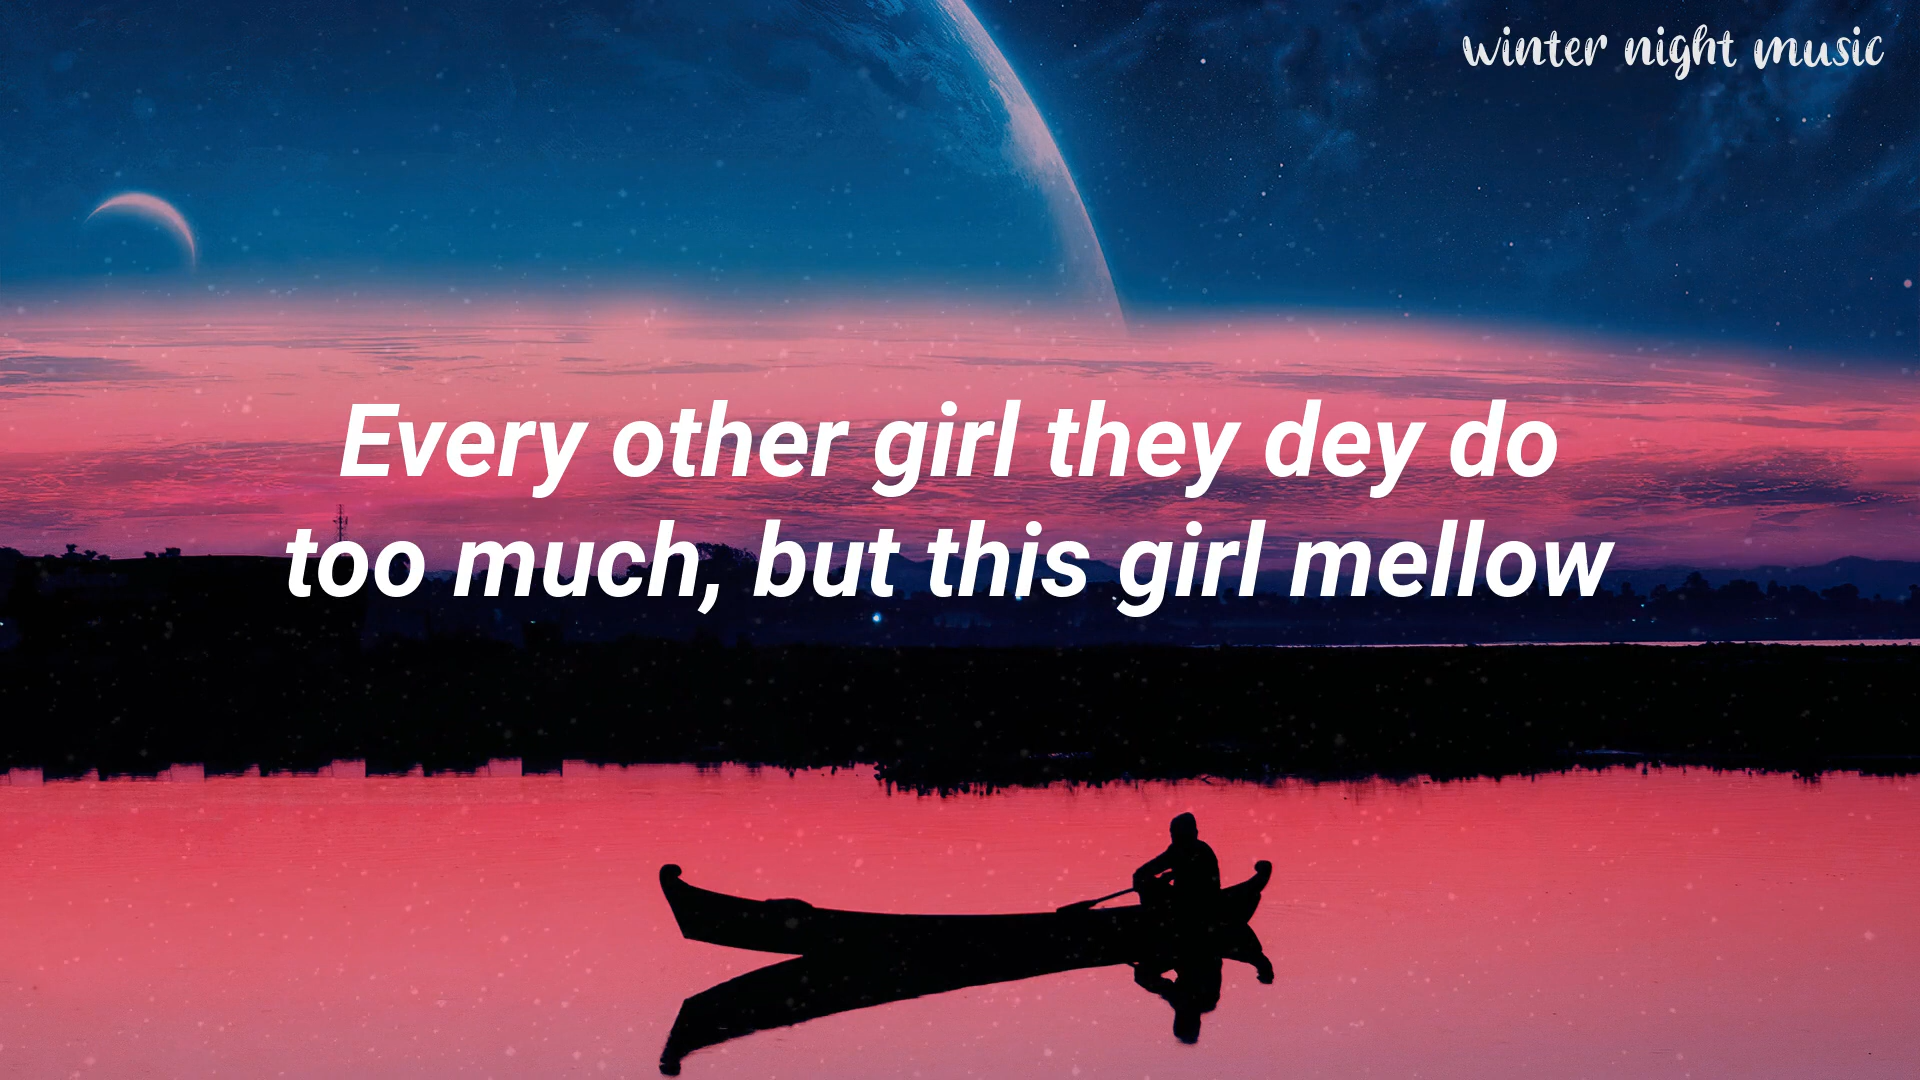 winter night music
Every other girl they dey do
too much, but this girl mellow